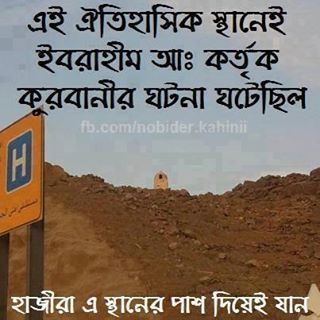 এই ঐতিহাসিক স্থানেই
ইবরাহীম আঃ কর্তৃক
কুরবানীর ঘটনা ঘটেছিল
fb.com/nobider.kahinii
H
হাজীরা এ স্থানের পাশ দিয়েই যান